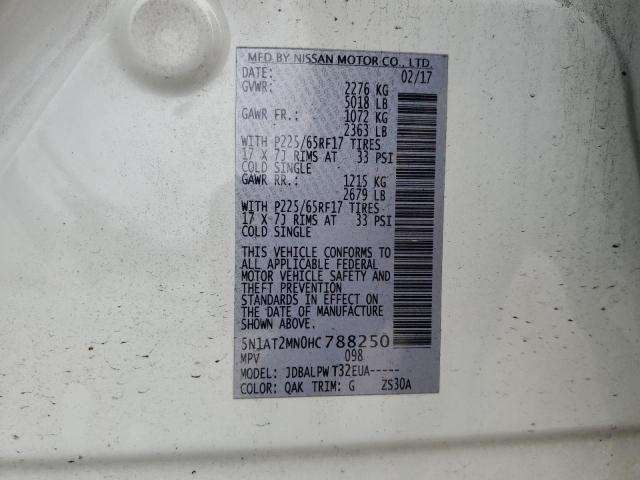 MFD BY NISSAN MOTOR CO., LTD.
DATE: 02/17
GVWR: 2276 KG
5018 LB
GAWR FR.: 1072 KG
2363 LB
WITH P225/65RF17 TIRES
17 X 7J RIMS AT 33 PSI
COLD SINGLE
GAWR RR.: 1215 KG
2679 LB
WITH P225/65RF17 TIRES
17 X 7J RIMS AT 33 PSI
COLD SINGLE
THIS VEHICLE CONFORMS TO
ALL APPLICABLE FEDERAL
MOTOR VEHICLE SAFETY AND
THEFT PREVENTION
STANDARDS IN EFFECT ON
THE DATE OF MANUFACTURE
SHOWN ABOVE.
5N1AT2MN0HC788250
MPV 098
MODEL: JDBALPW T32EUA-----
COLOR: QAK TRIM: G ZS30A